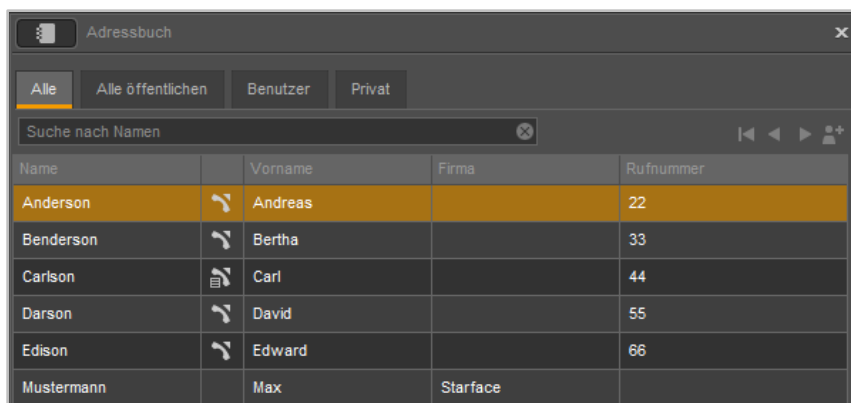 Adressbuch
Alle Alle öffentlichen Benutzer Privat
Suche nach Namen
Name Vorname Firma Rufnummer
Anderson Andreas 22
Benderson Bertha 33
Carlson Carl 44
Darson David 55
Edison Edward 66
Mustermann Max Starface